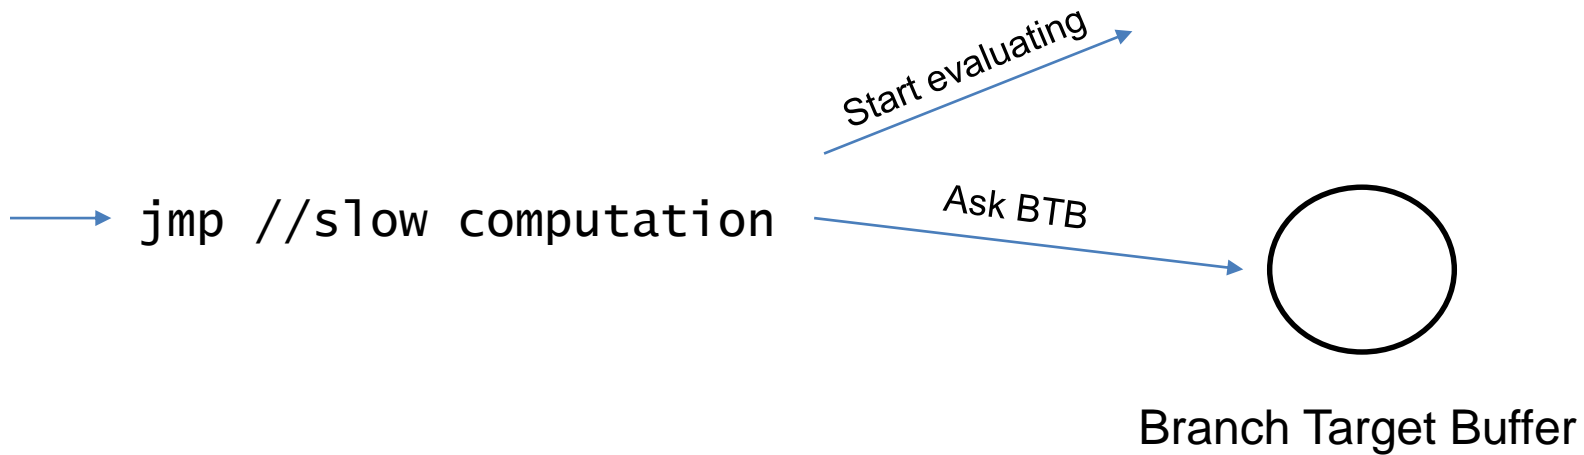 Start evaluating
jmp //slow computation
Ask BTB
Branch Target Buffer